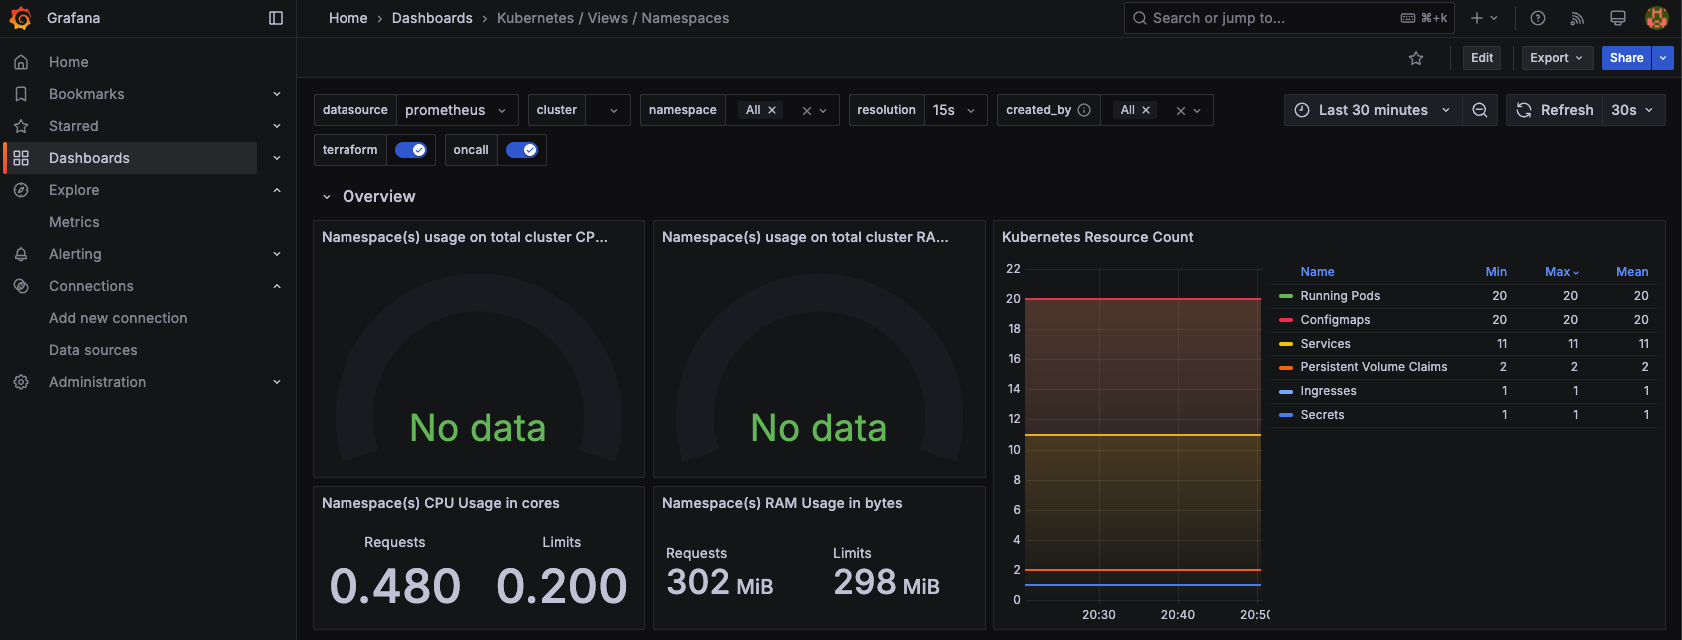 Grafana
Home › Dashboards › Kubernetes / Views / Namespaces
Search or jump to... ⌘+k
Home
Bookmarks
Starred
Dashboards
Explore
Metrics
Alerting
Connections
Add new connection
Data sources
Administration
Edit
Export
Share
datasource prometheus
cluster
namespace All
resolution 15s
created_by All
Last 30 minutes
Refresh 30s
terraform
oncall
Overview
Namespace(s) usage on total cluster CP...
No data
Namespace(s) usage on total cluster RA...
No data
Namespace(s) CPU Usage in cores
Requests Limits
0.480 0.200
Namespace(s) RAM Usage in bytes
Requests Limits
302 MiB 298 MiB
Kubernetes Resource Count
22
20
18
16
14
12
10
8
6
4
2
0
20:30 20:40 20:50
Name Min Max Mean
Running Pods 20 20 20
Configmaps 20 20 20
Services 11 11 11
Persistent Volume Claims 2 2 2
Ingresses 1 1 1
Secrets 1 1 1